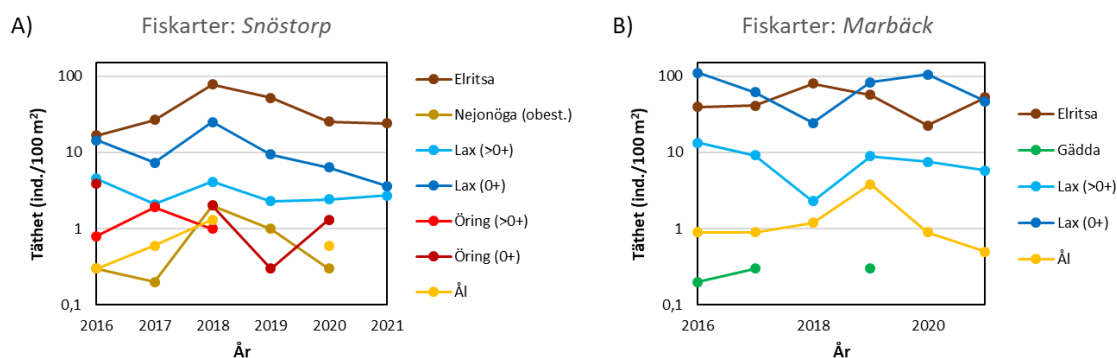 A)
Fiskarter: Snöstorp
Täthet (ind./100 m²)
100
10
1
0,1
2016 2017 2018 2019 2020 2021
År
Elritsa
Nejonöga (obest.)
Lax (>0+)
Lax (0+)
Öring (>0+)
Öring (0+)
Ål
B)
Fiskarter: Marbäck
Täthet (ind./100 m²)
100
10
1
0,1
2016 2018 2020
År
Elritsa
Gädda
Lax (>0+)
Lax (0+)
Ål